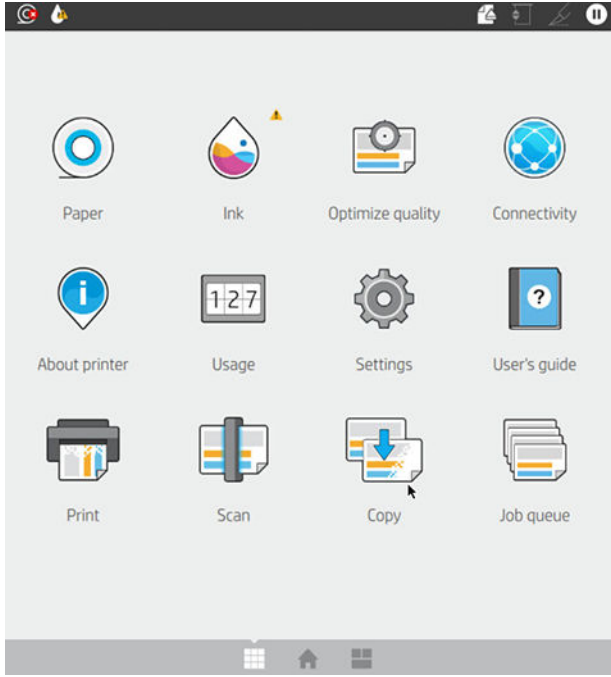 Paper
Ink
Optimize quality
Connectivity
i
127
?
About printer
Usage
Settings
User's guide
Print
Scan
Copy
Job queue